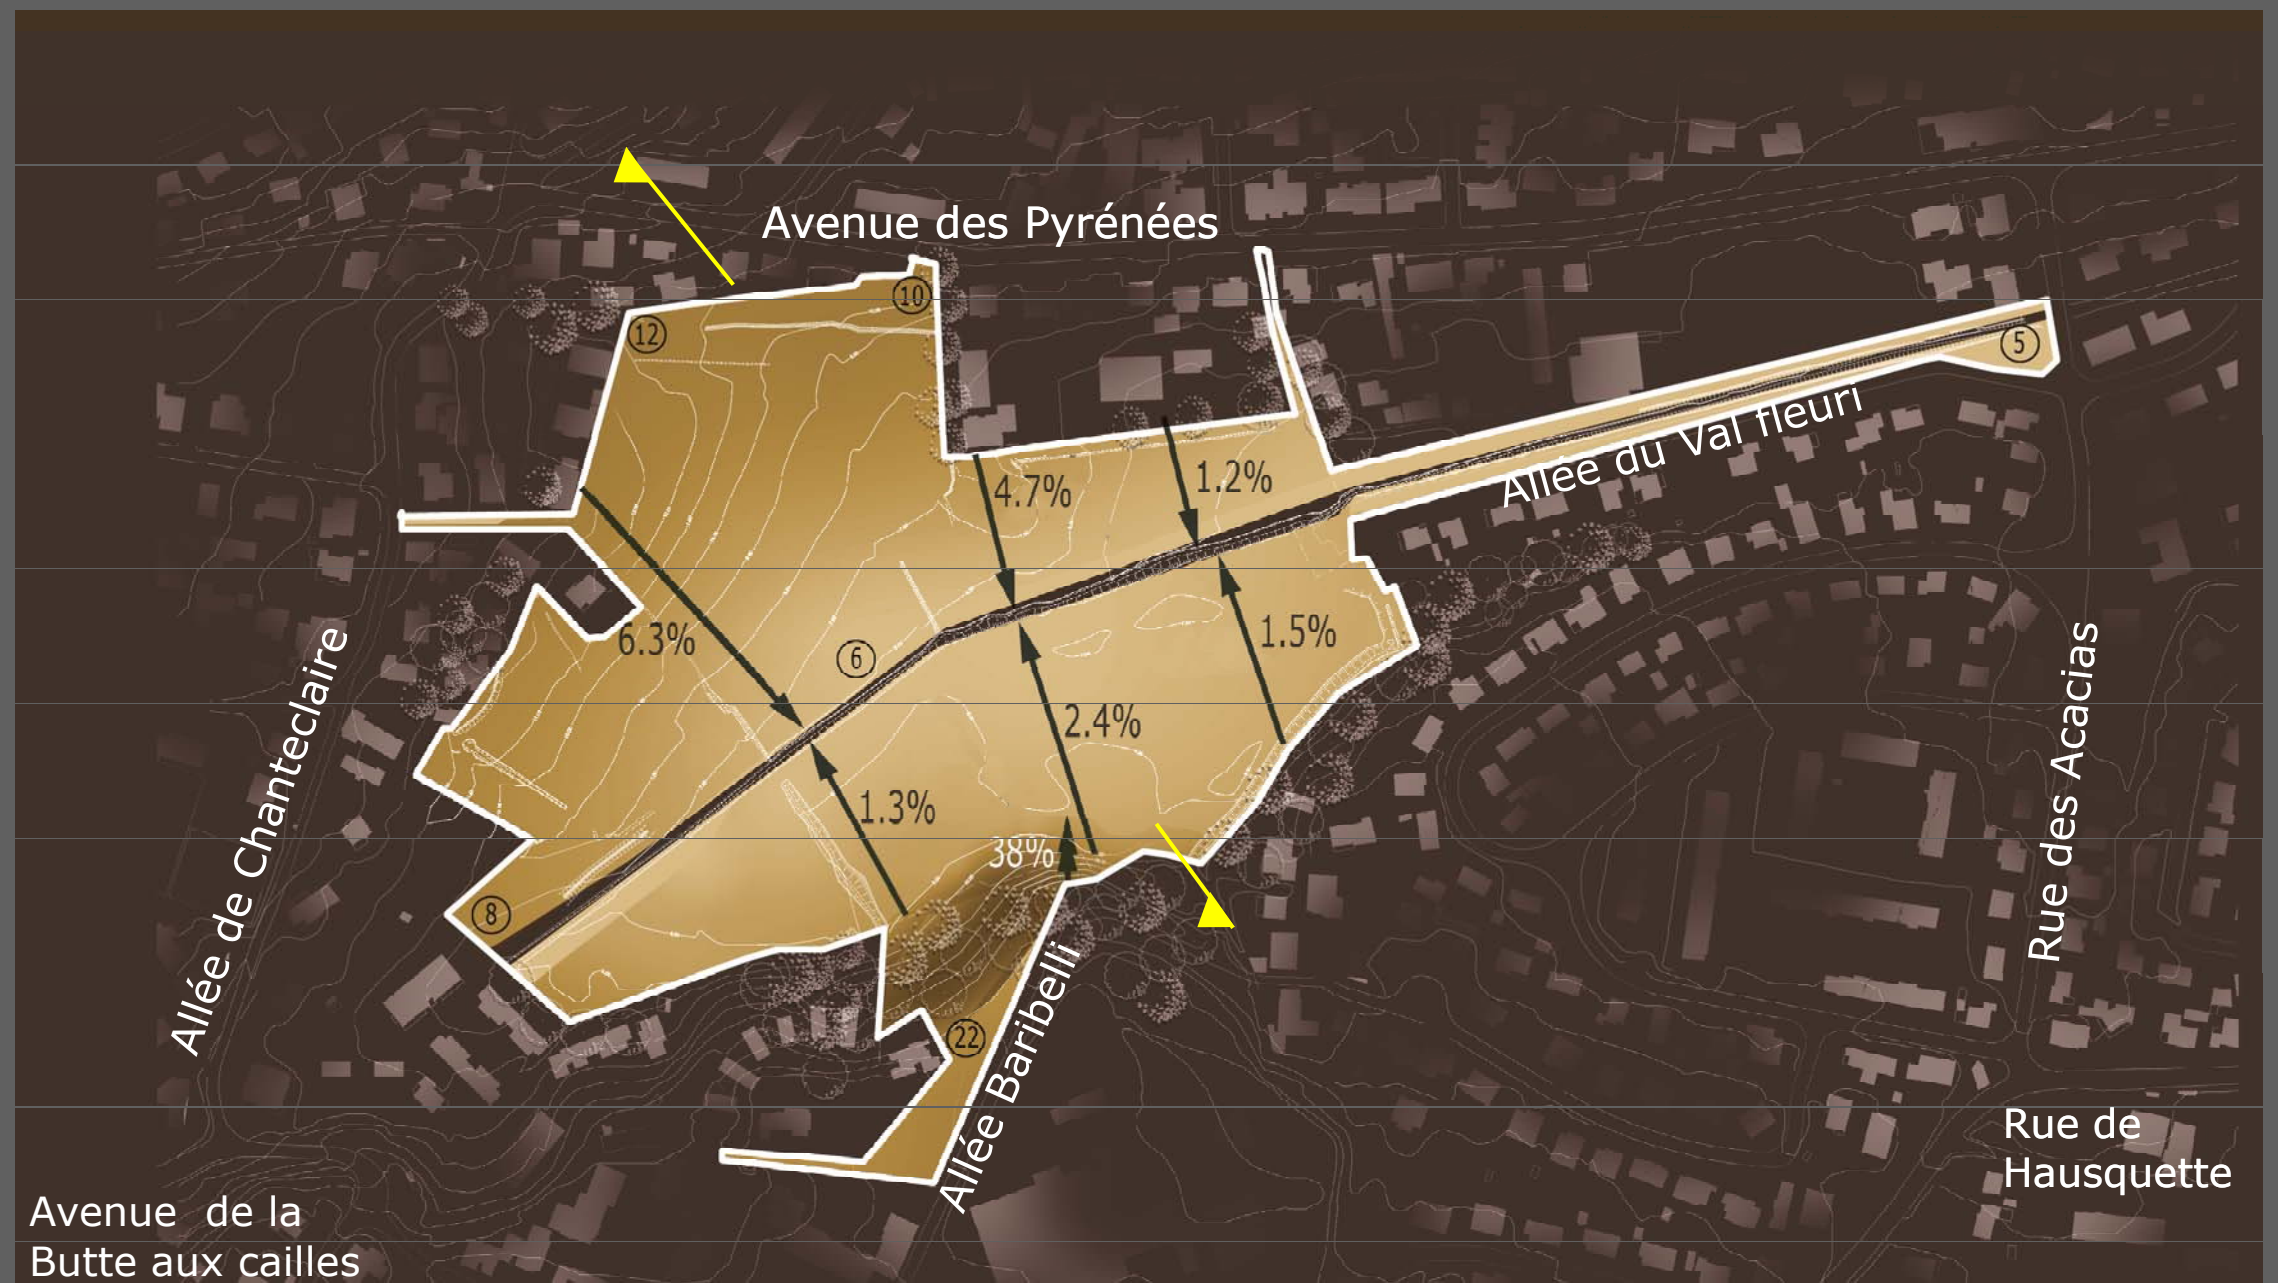 Avenue des Pyrénées
10
12
5
Allée du Val fleuri
4.7%
1.2%
6.3%
6
1.5%
2.4%
1.3%
38%
8
22
Allée de Chanteclaire
Allée Baribelli
Rue des Acacias
Rue de
Hausquette
Avenue de la
Butte aux cailles